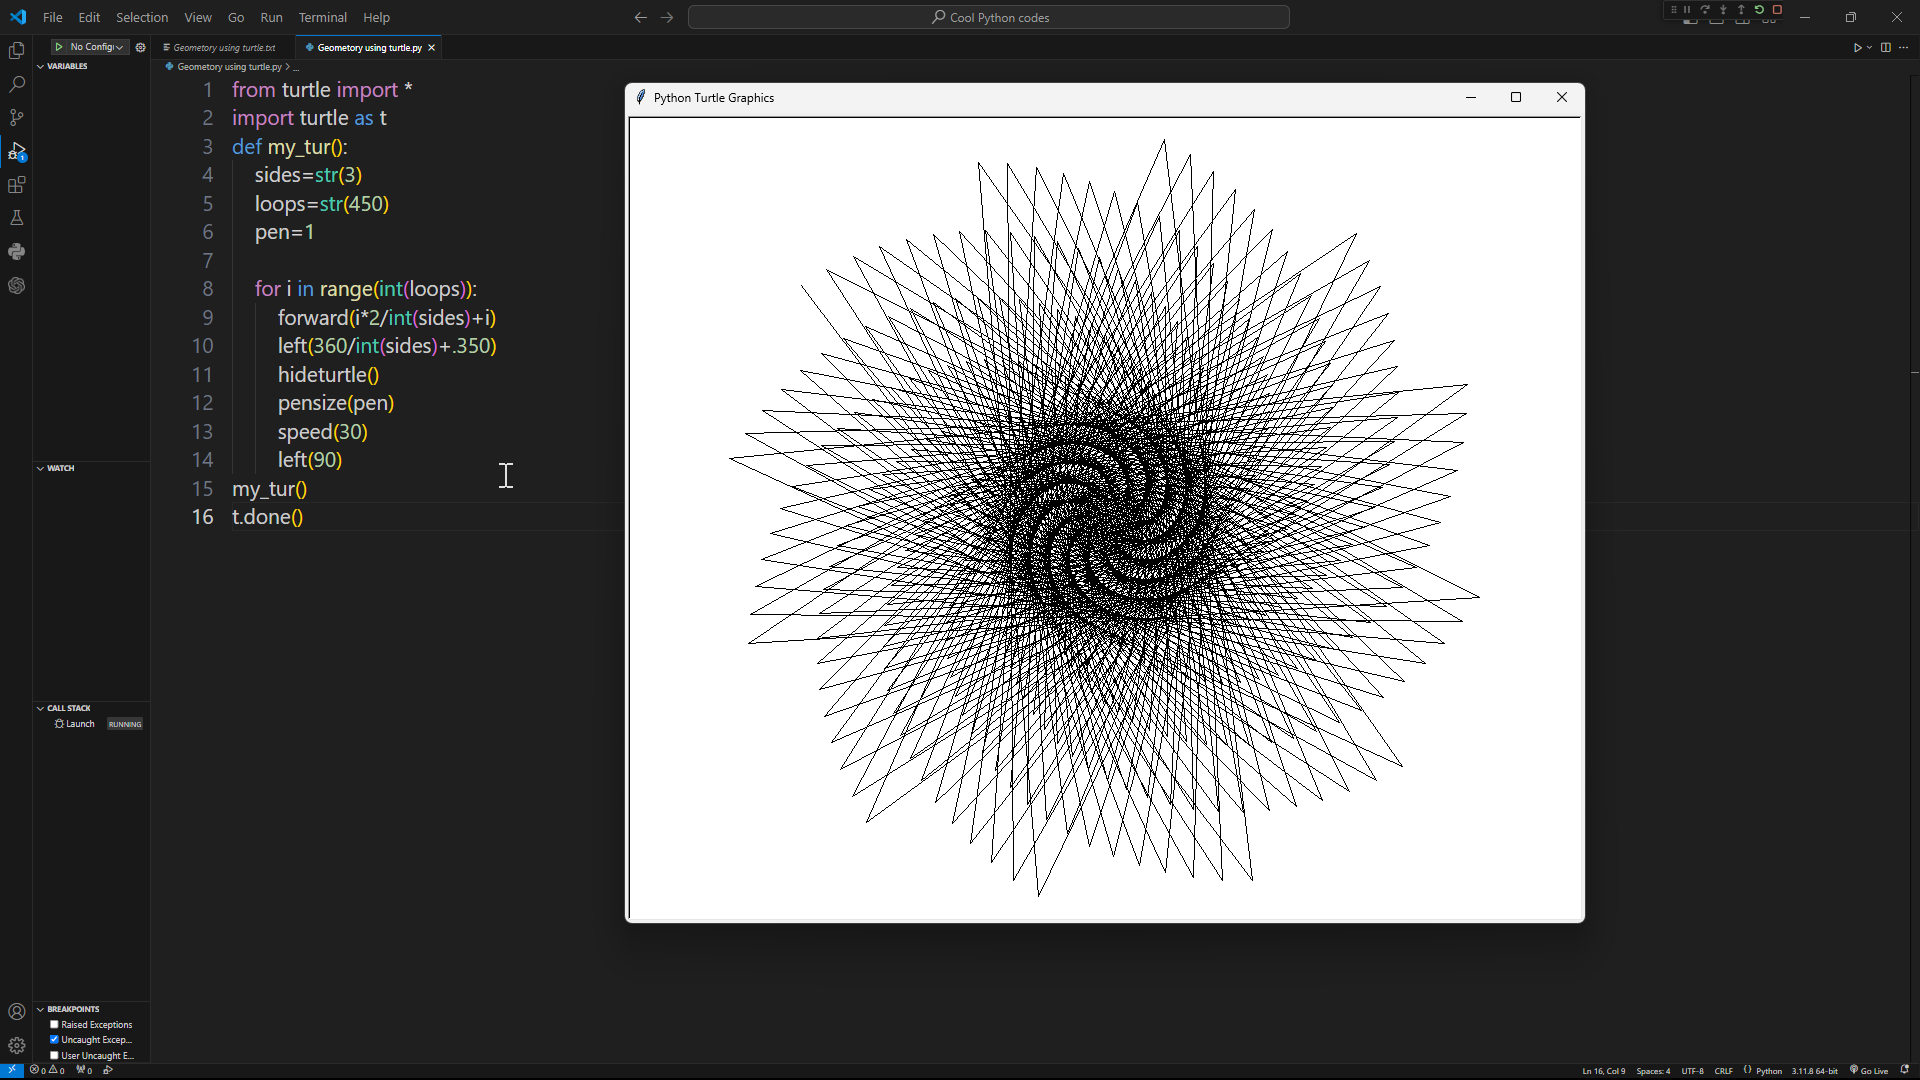 File Edit Selection View Go Run Terminal Help
Cool Python codes
No Config
Geometory using turtle.txt
Geometory using turtle.py
VARIABLES
Geometory using turtle.py > ...
1 from turtle import *
2 import turtle as t
3 def my_tur():
4 sides=str(3)
5 loops=str(450)
6 pen=1
7
8 for i in range(int(loops)):
9 forward(i*2/int(sides)+i)
10 left(360/int(sides)+.350)
11 hideturtle()
12 pensize(pen)
13 speed(30)
14 left(90)
15 my_tur()
16 t.done()
Python Turtle Graphics
WATCH
CALL STACK
Launch RUNNING
BREAKPOINTS
Raised Exceptions
Uncaught Excep...
User Uncaught E...
0 0 0
Ln 16, Col 9 Spaces: 4 UTF-8 CRLF Python 3.11.8 64-bit Go Live